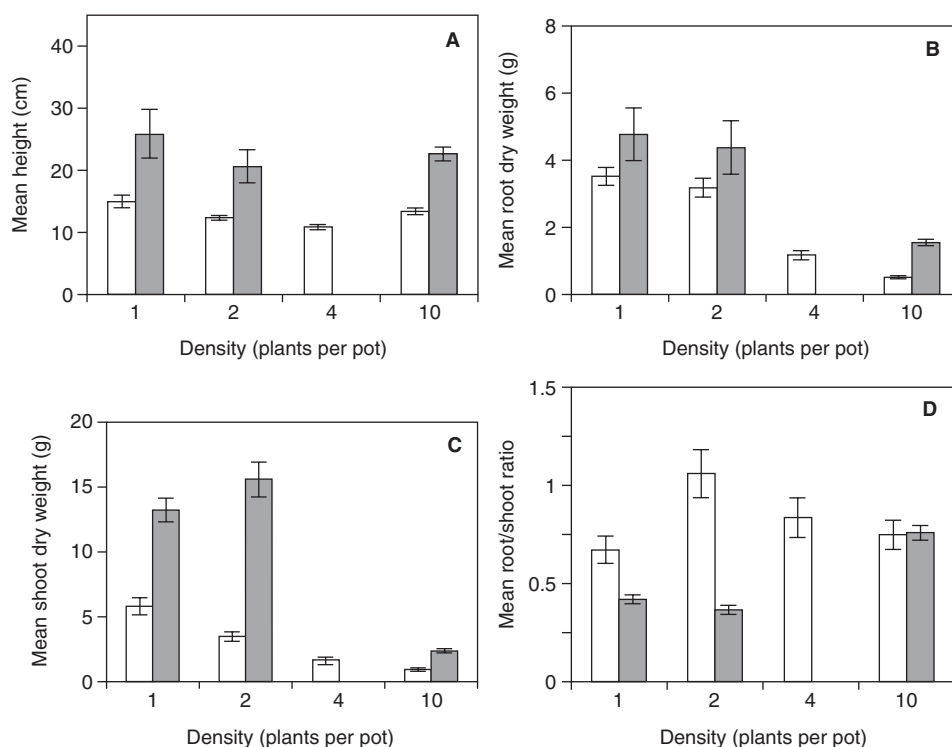 A
Mean height (cm)
40
30
20
10
0
1 2 4 10
Density (plants per pot)
B
Mean root dry weight (g)
8
6
4
2
0
1 2 4 10
Density (plants per pot)
C
Mean shoot dry weight (g)
20
15
10
5
0
1 2 4 10
Density (plants per pot)
D
Mean root/shoot ratio
1.5
1
0.5
0
1 2 4 10
Density (plants per pot)